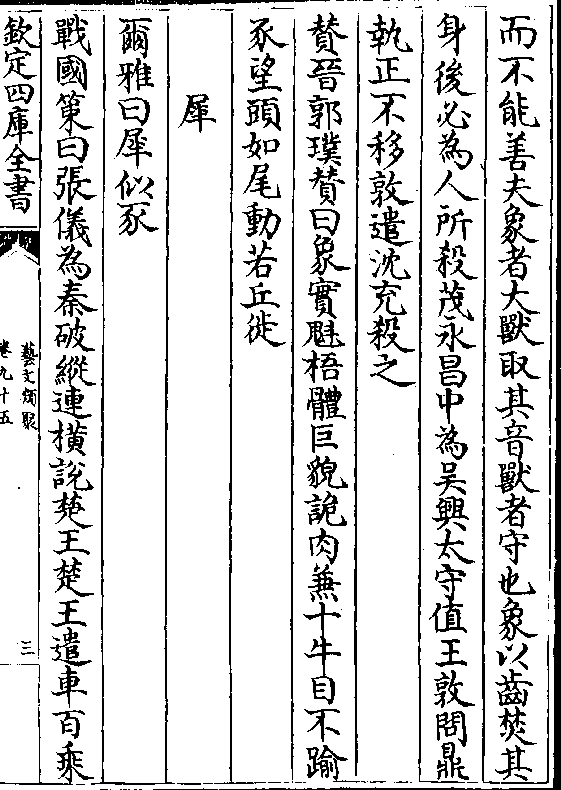 而不能善夫象者大獸取其音獸者守也象以齒焚其
身後必為人所殺茂永昌中為吳興太守值王敦問鼎
執正不移敦遣沈充殺之
贊晉郭璞贊曰象實魁梧體巨貌詭肉兼十牛目不踰
豕望頭如尾動若丘徙
犀
爾雅曰犀似豕
戰國策曰張儀為秦破縱連橫說楚王楚王遣車百乘
欽定四庫全書
藝文類聚
卷九十五
三